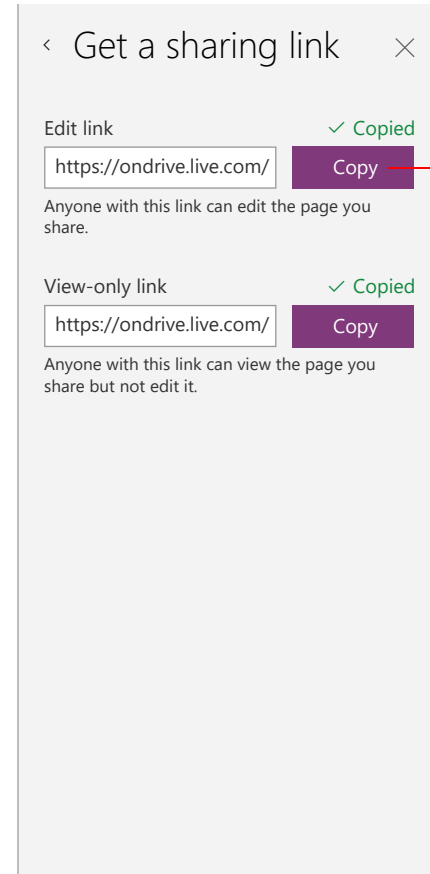 Get a sharing link
Edit link
✓ Copied
https://ondrive.live.com/
Copy
Anyone with this link can edit the page you
share.
View-only link
✓ Copied
https://ondrive.live.com/
Copy
Anyone with this link can view the page you
share but not edit it.